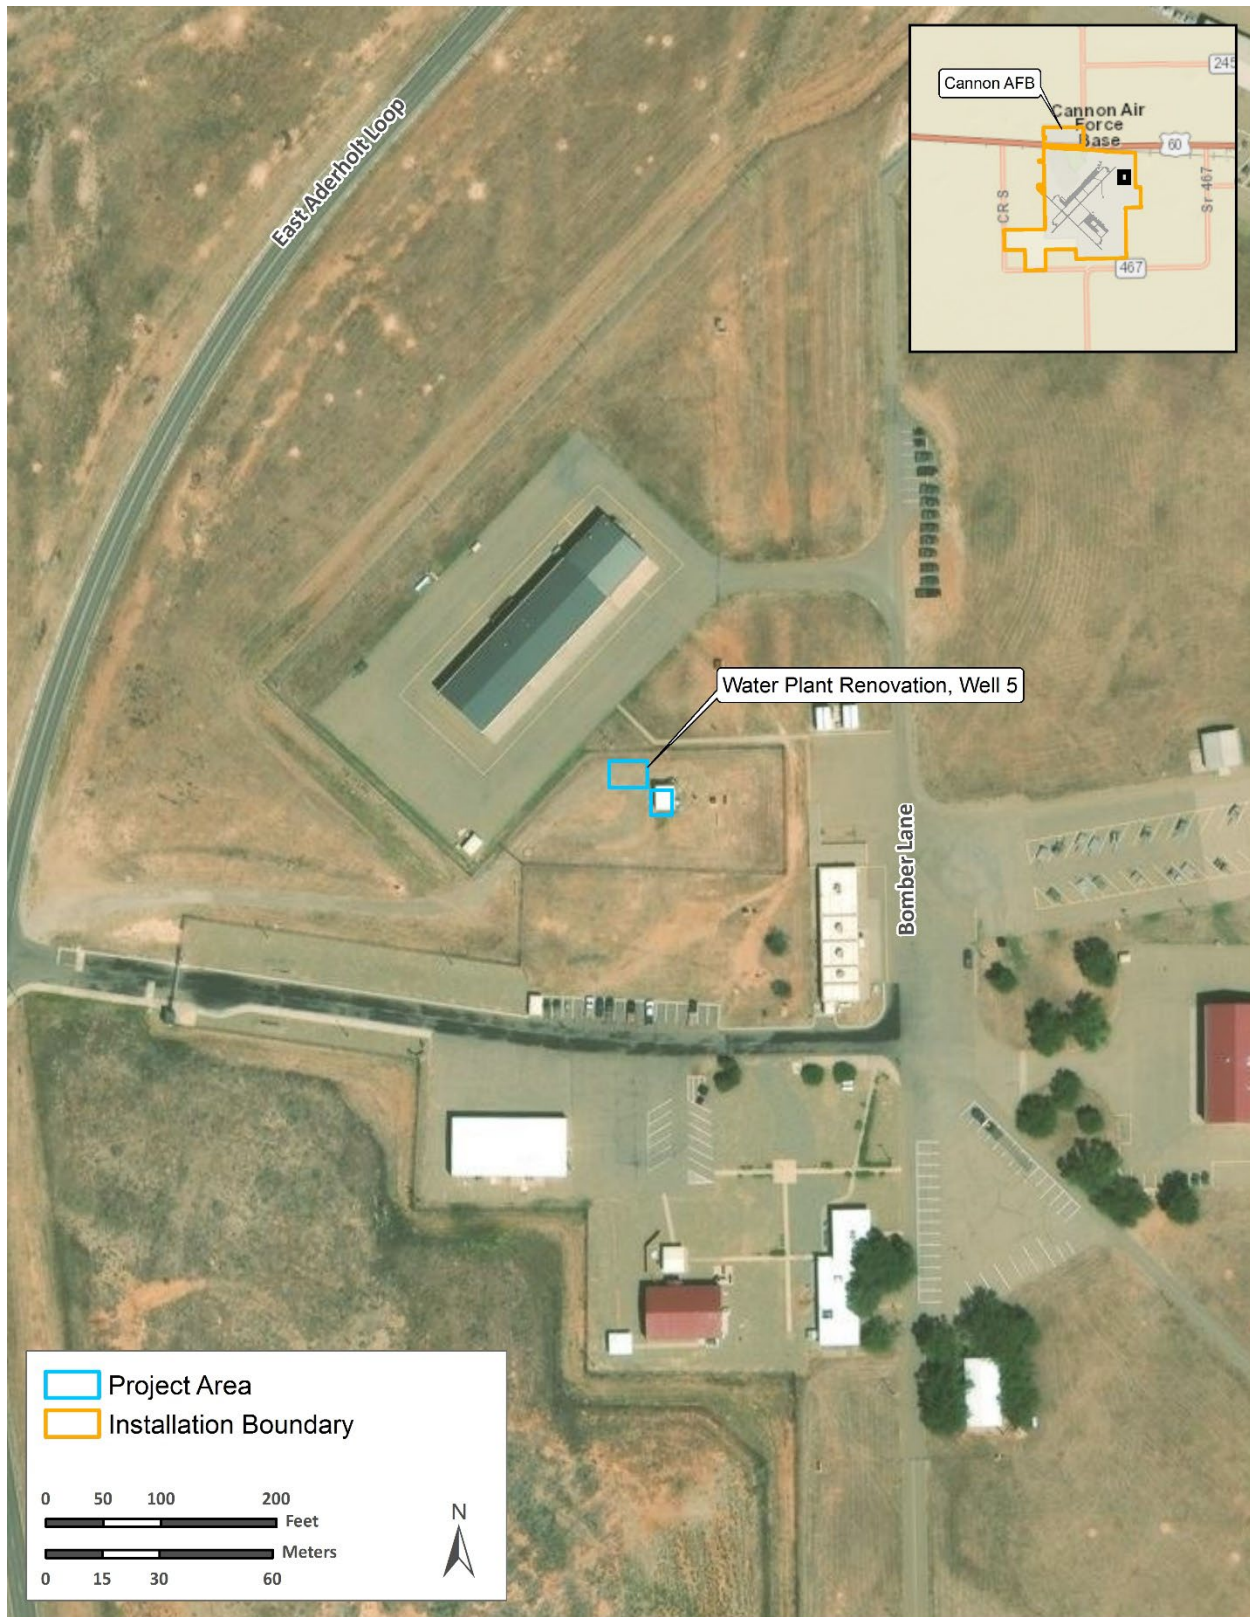 245
Cannon AFB
Cannon Air
Force
Base
60
CR S
Sr 467
467
East Aderholt Loop
Water Plant Renovation, Well 5
Bomber Lane
Project Area
Installation Boundary
0 50 100 200
Feet
Meters
0 15 30 60
N